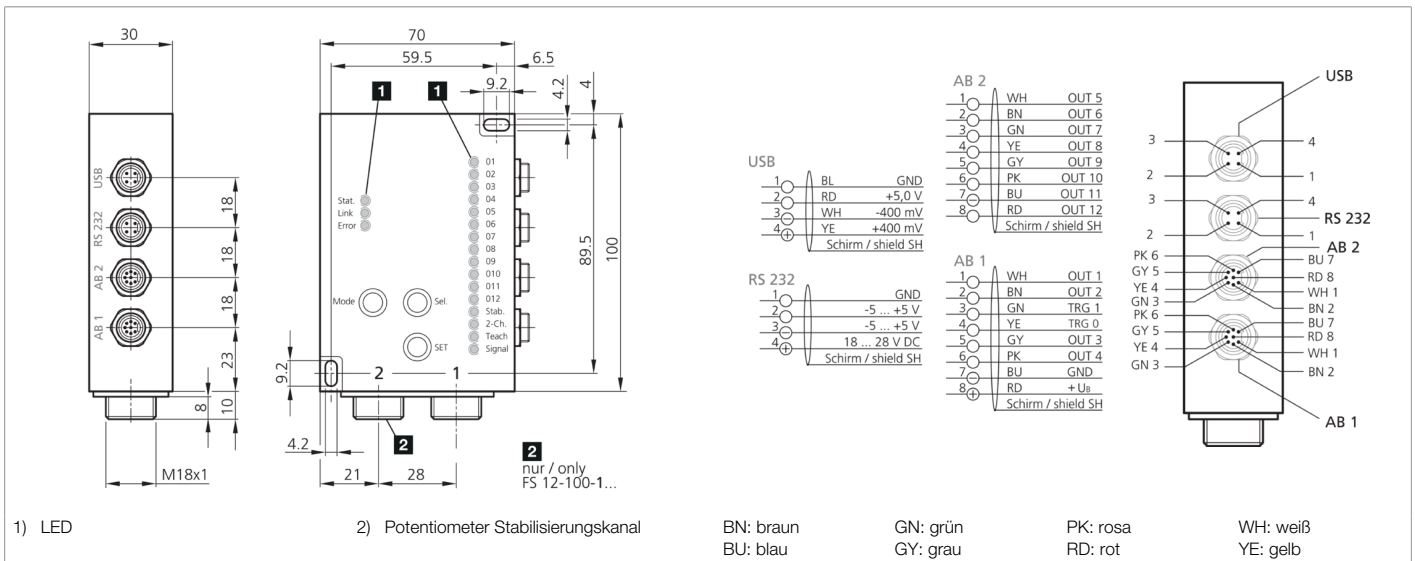 30
USB
RS 232
AB 2
AB 1
18
18
18
23
8
10
M18x1
70
59.5
6.5
9.2
4.2
4
1
1
01
02
03
04
05
06
07
08
09
010
011
012
Stab.
2-Ch.
Teach
Signal
Stat.
Link
Error
Mode
Sel.
SET
89.5
100
9.2
2
1
4.2
2
21
28
2
nur / only
FS 12-100-1...
USB
1 BL GND
2 RD +5,0 V
3 WH -400 mV
4 YE +400 mV
Schirm / shield SH
RS 232
1 GND
2 -5 ... +5 V
3 -5 ... +5 V
4 18 ... 28 V DC
Schirm / shield SH
AB 2
1 WH OUT 5
2 BN OUT 6
3 GN OUT 7
4 YE OUT 8
5 GY OUT 9
6 PK OUT 10
7 BU OUT 11
8 RD OUT 12
Schirm / shield SH
AB 1
1 WH OUT 1
2 BN OUT 2
3 GN TRG 1
4 YE TRG 0
5 GY OUT 3
6 PK OUT 4
7 BU GND
8 RD +UB
Schirm / shield SH
USB
3
4
2
1
3
4
RS 232
2
1
AB 2
PK 6
BU 7
GY 5
RD 8
YE 4
WH 1
GN 3
BN 2
PK 6
BU 7
GY 5
RD 8
YE 4
WH 1
GN 3
BN 2
AB 1
1) LED
2) Potentiometer Stabilisierungskanal
BN: braun
GN: grün
PK: rosa
WH: weiß
BU: blau
GY: grau
RD: rot
YE: gelb